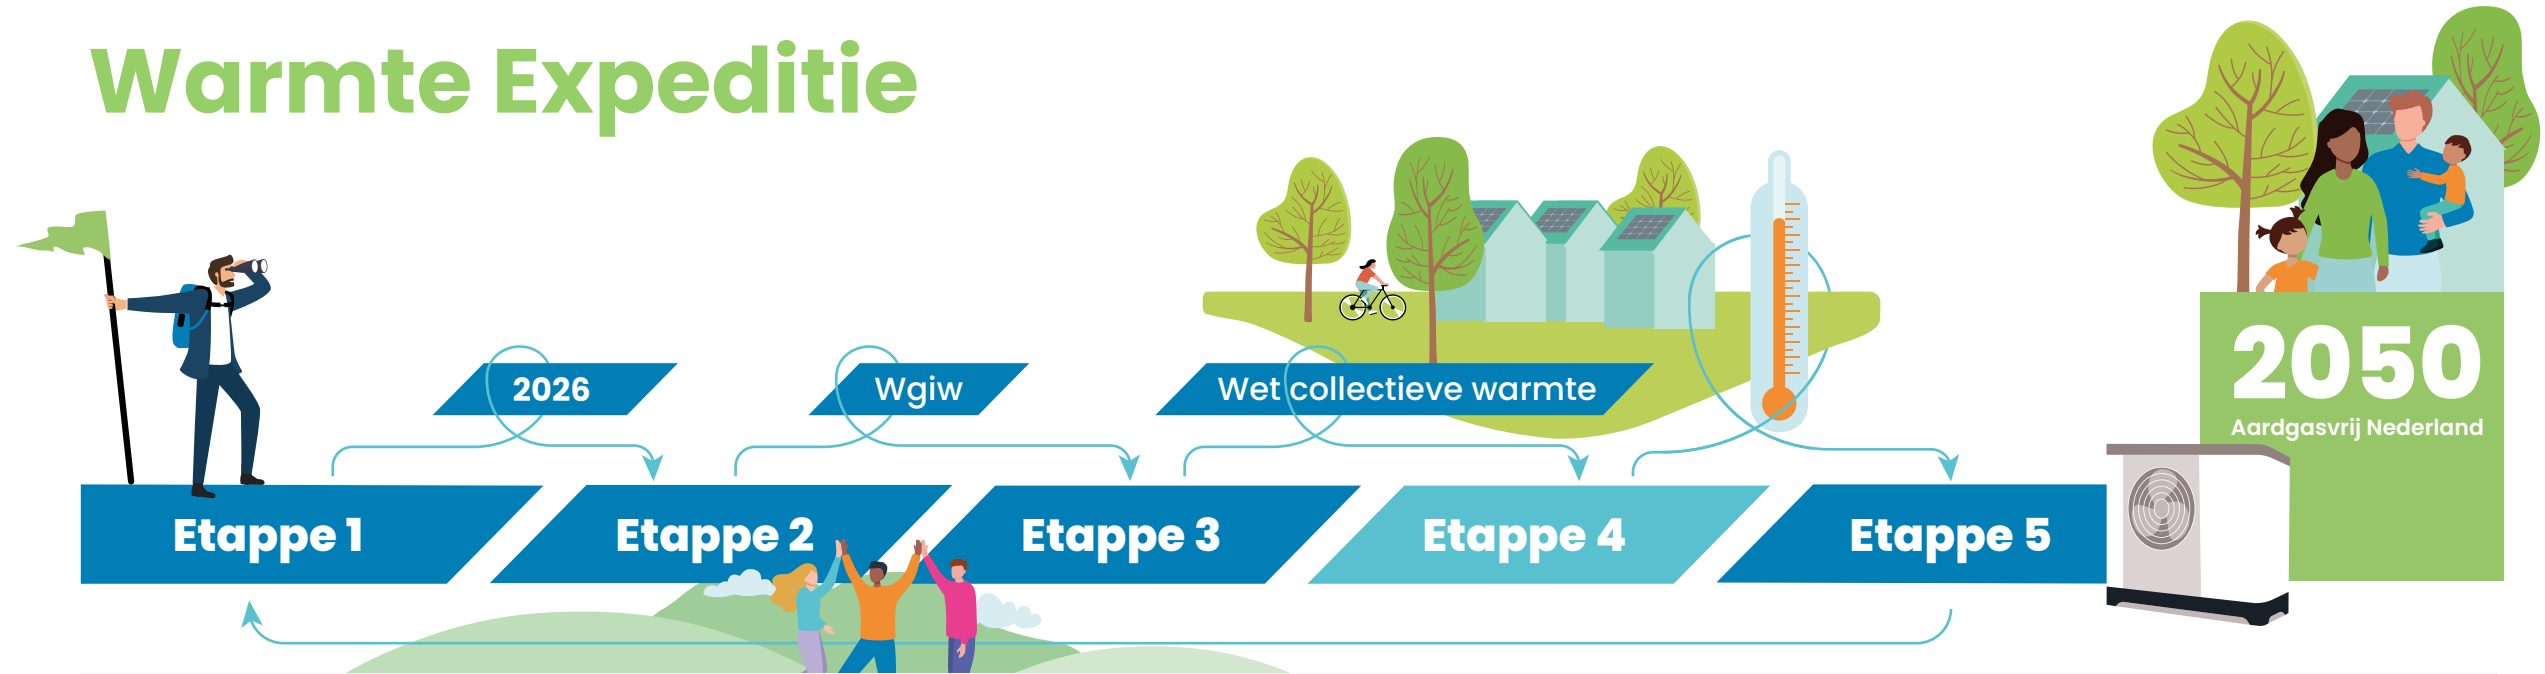 Warmte Expeditie
2026
Wgiw
Wet collectieve warmte
Etappe 1
Etappe 2
Etappe 3
Etappe 4
Etappe 5
2050
Aardgasvrij Nederland